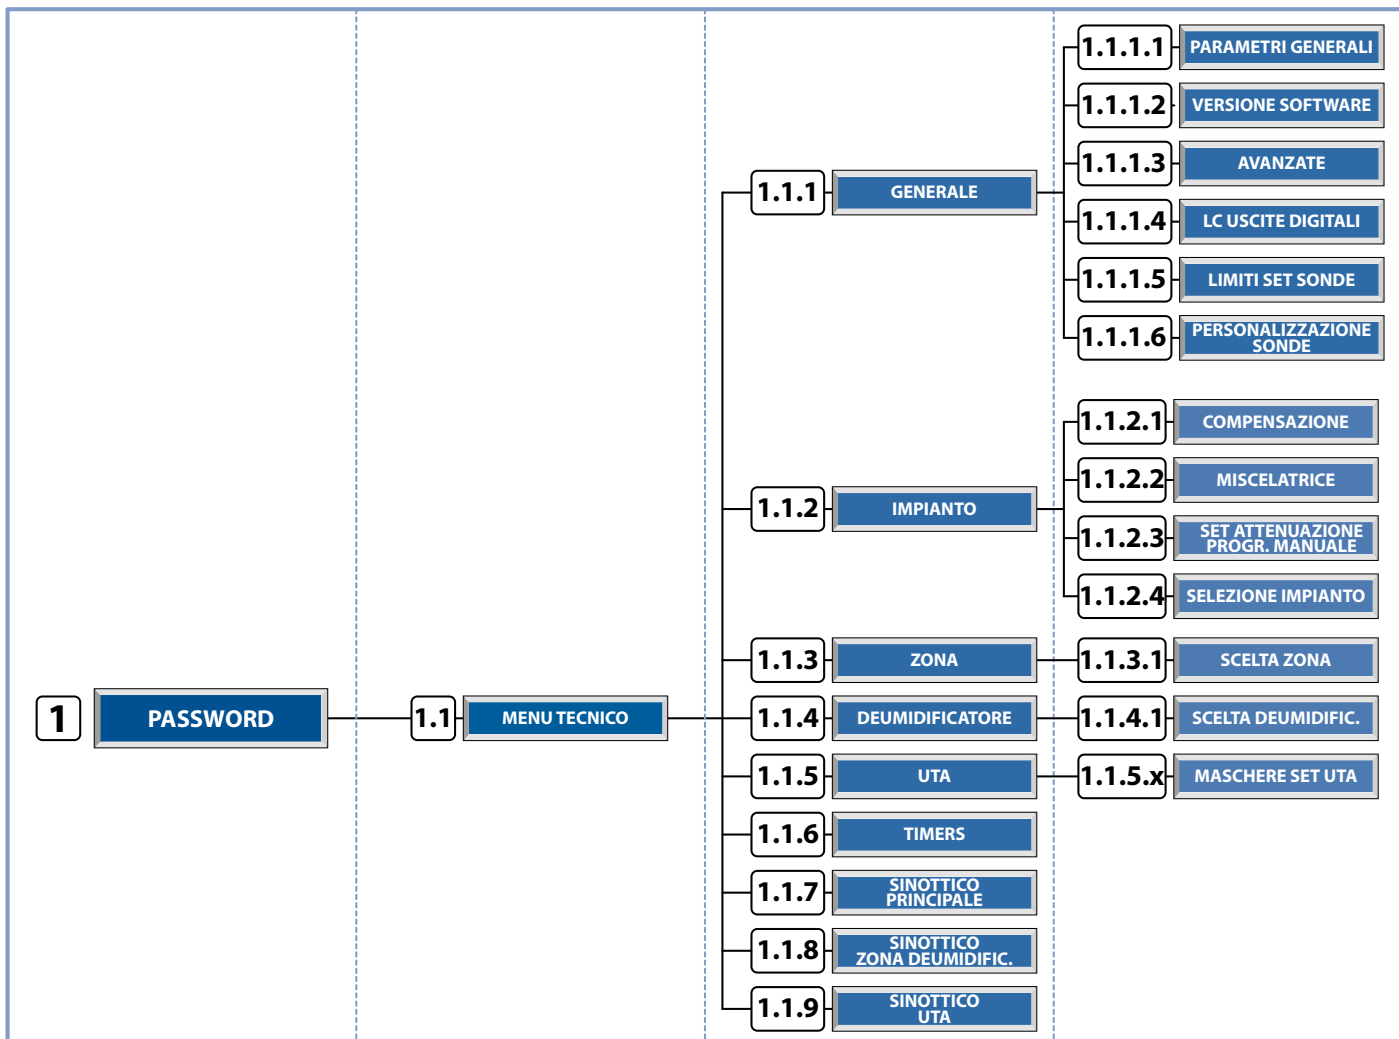 1
PASSWORD
1.1
MENU TECNICO
1.1.1
GENERALE
1.1.1.1
PARAMETRI GENERALI
1.1.1.2
VERSIONE SOFTWARE
1.1.1.3
AVANZATE
1.1.1.4
LC USCITE DIGITALI
1.1.1.5
LIMITI SET SONDE
1.1.1.6
PERSONALIZZAZIONE
SONDE
1.1.2
IMPIANTO
1.1.2.1
COMPENSAZIONE
1.1.2.2
MISCELATRICE
1.1.2.3
SET ATTENUAZIONE
PROGR. MANUALE
1.1.2.4
SELEZIONE IMPIANTO
1.1.3
ZONA
1.1.3.1
SCELTA ZONA
1.1.4
DEUMIDIFICATORE
1.1.4.1
SCELTA DEUMIDIFIC.
1.1.5
UTA
1.1.5.x
MASCHERE SET UTA
1.1.6
TIMERS
1.1.7
SINOTTICO
PRINCIPALE
1.1.8
SINOTTICO
ZONA DEUMIDIFIC.
1.1.9
SINOTTICO
UTA